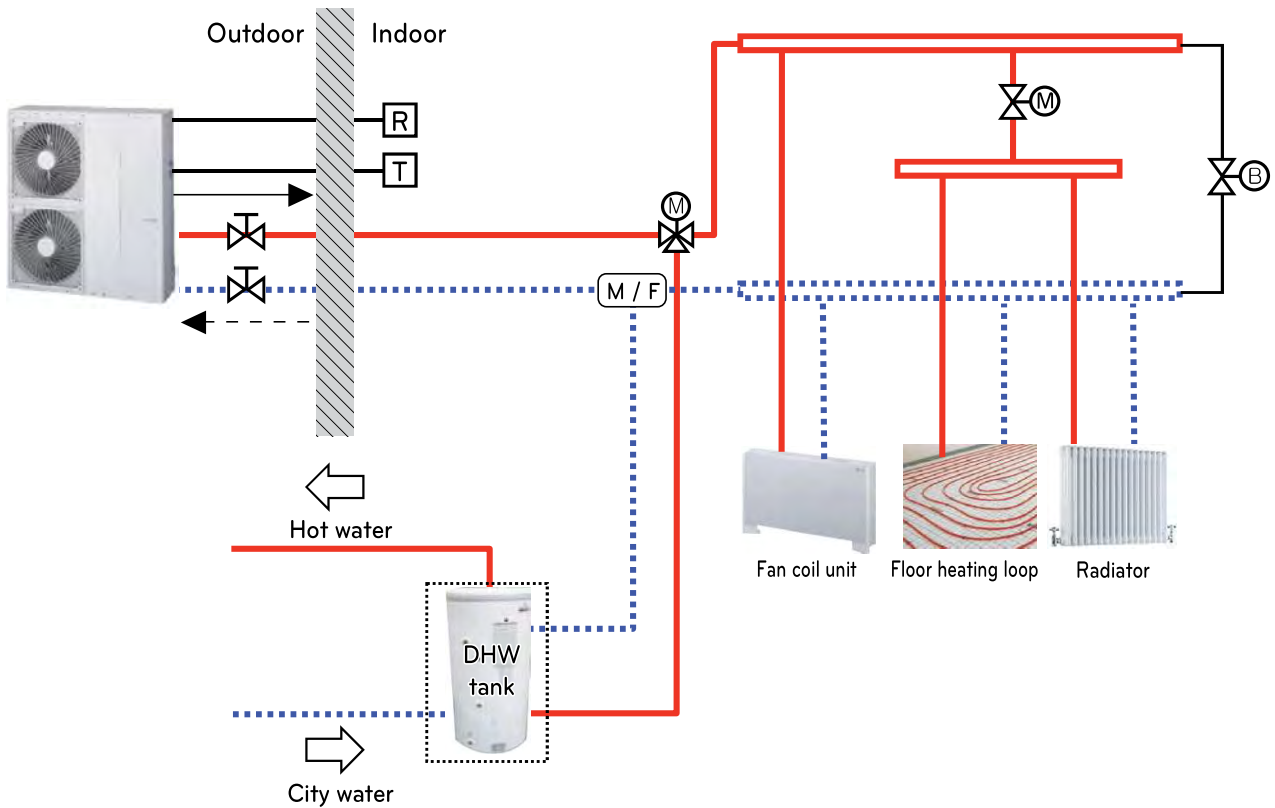 Outdoor
Indoor
R
T
M
M
B
M / F
Hot water
DHW
tank
City water
Fan coil unit
Floor heating loop
Radiator